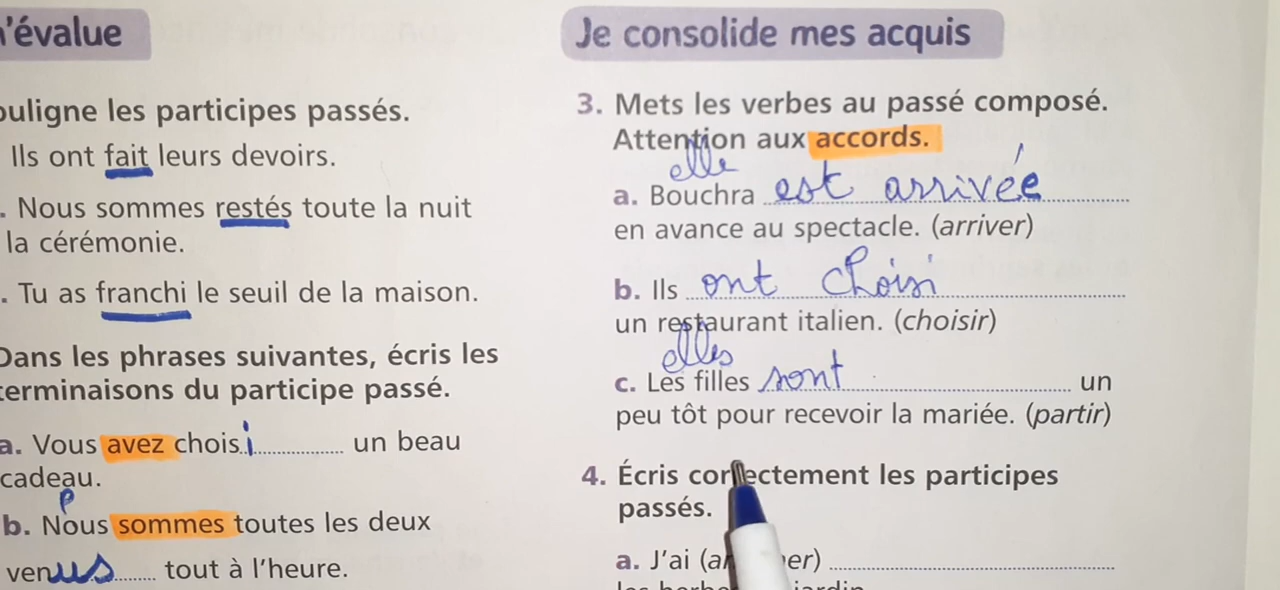 'évalue
ouligne les participes passés.
Ils ont fait leurs devoirs.
. Nous sommes restés toute la nuit
la cérémonie.
. Tu as franchi le seuil de la maison.
Dans les phrases suivantes, écris les
terminaisons du participe passé.
a. Vous avez choisi un beau
cadeau.
P
b. Nous sommes toutes les deux
venus tout à l'heure.
Je consolide mes acquis
3. Mets les verbes au passé composé.
Attention aux accords.
elle
a. Bouchra est arrivée
en avance au spectacle. (arriver)
b. Ils ont choisi
un restaurant italien. (choisir)
elles
c. Les filles sont un
peu tôt pour recevoir la mariée. (partir)
4. Écris correctement les participes
passés.
a. J'ai